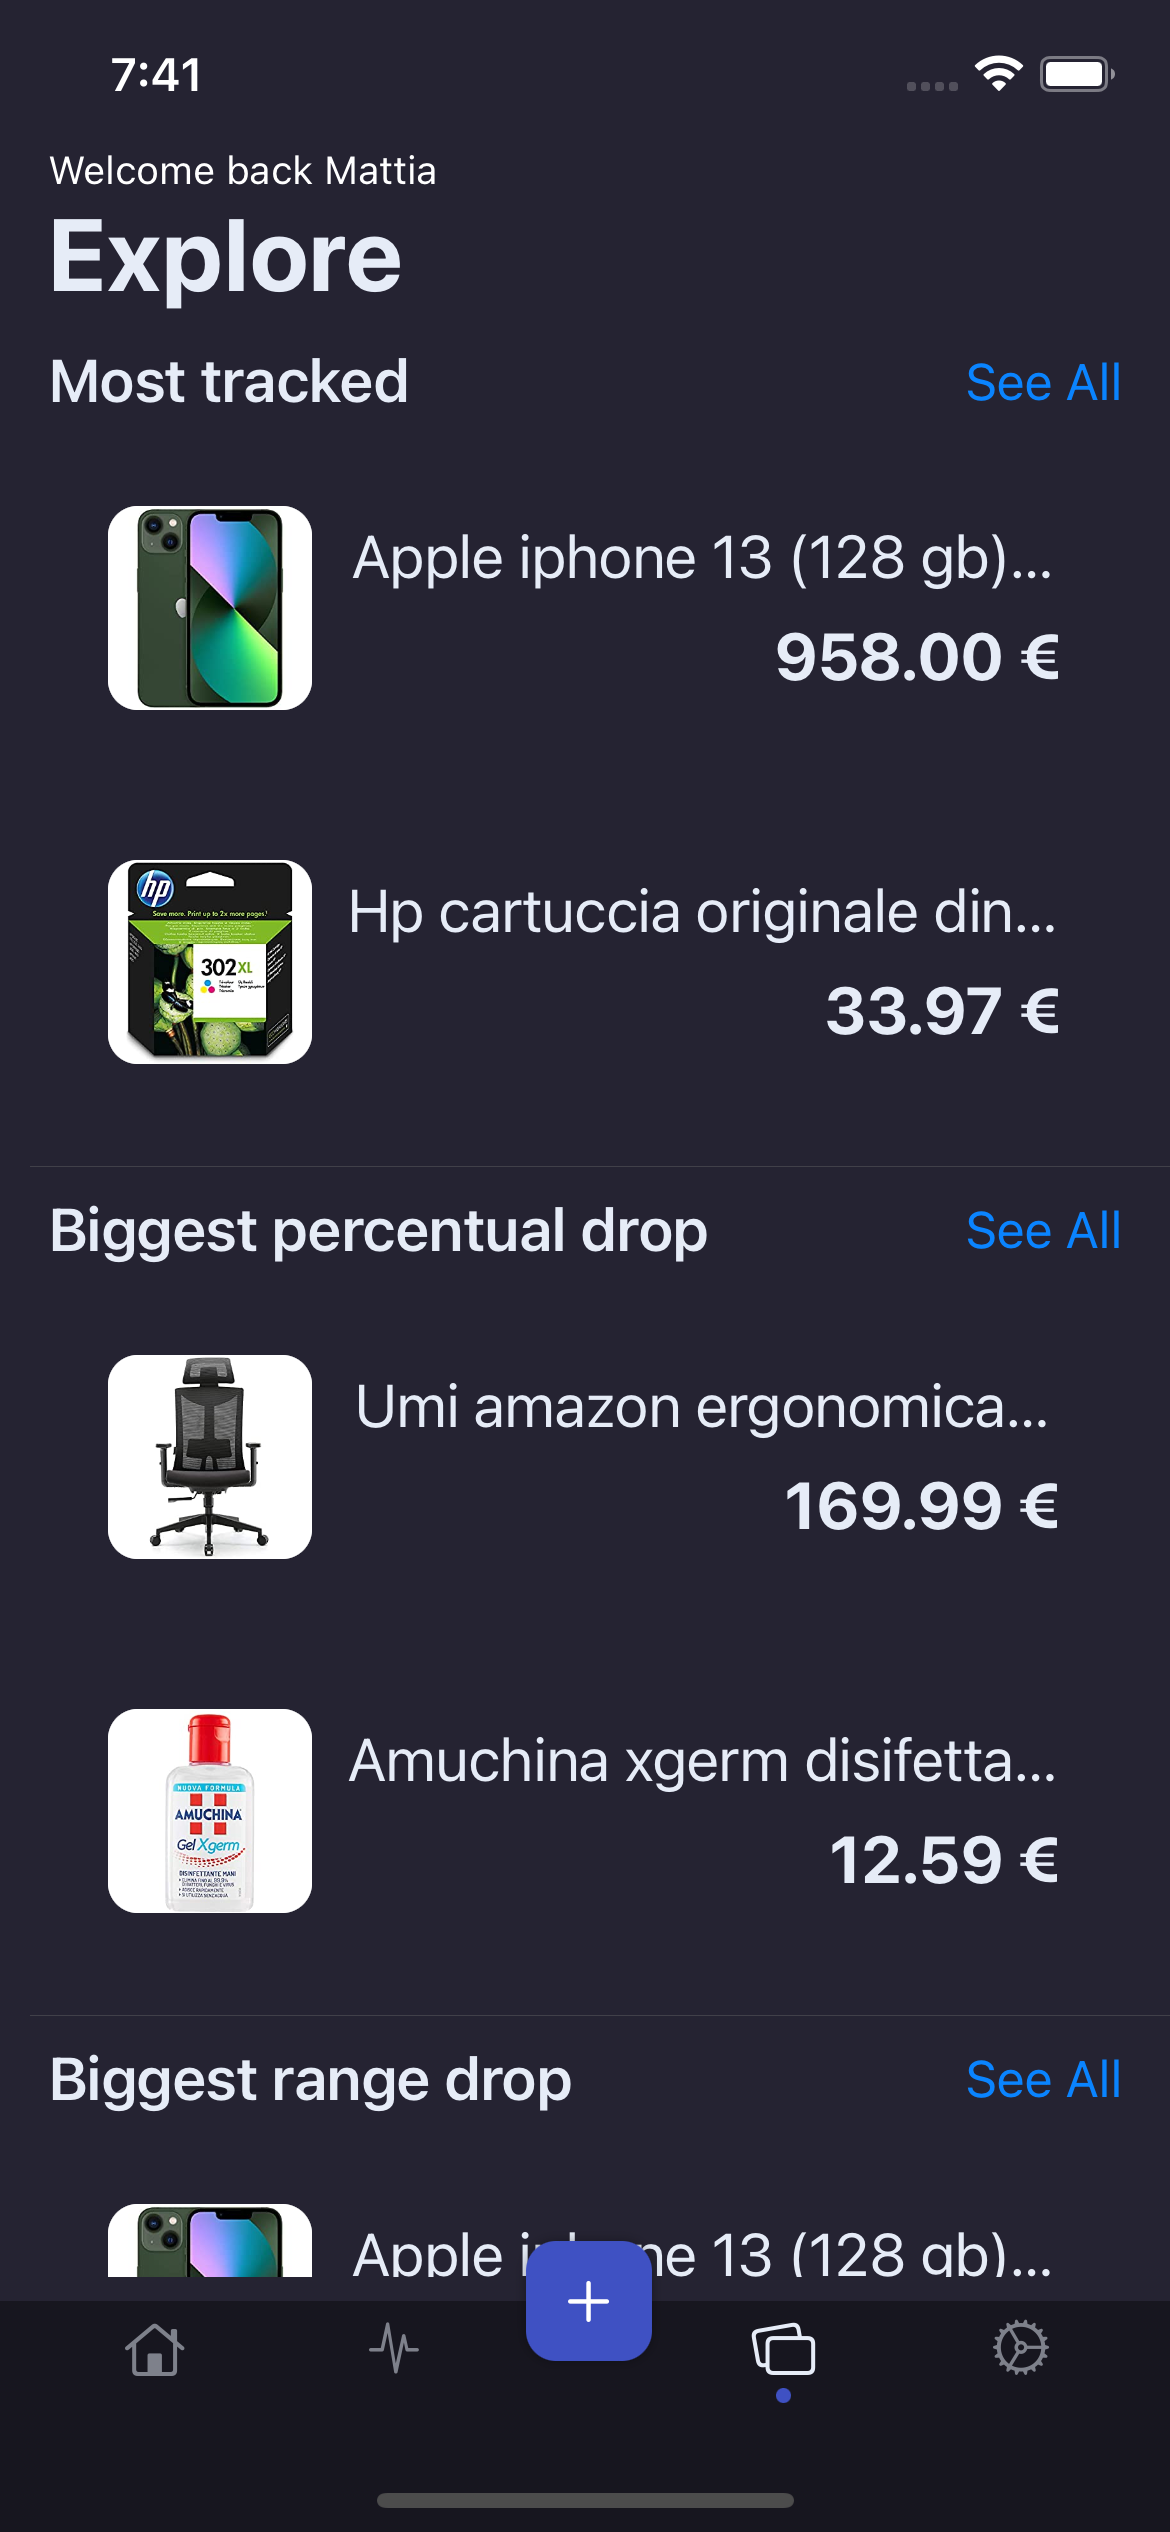 7:41
Welcome back Mattia
Explore
Most tracked
See All
Apple iphone 13 (128 gb)...
958.00 €
hp
Save more. Print up to 2x more pages.¹
302XL
Hp cartuccia originale din...
33.97 €
Biggest percentual drop
See All
Umi amazon ergonomica...
169.99 €
NUOVA FORMULA
AMUCHINA
Gel Xgerm
DISINFETTANTE MANI
Amuchina xgerm disifetta...
12.59 €
Biggest range drop
See All
Apple iphone 13 (128 gb)...